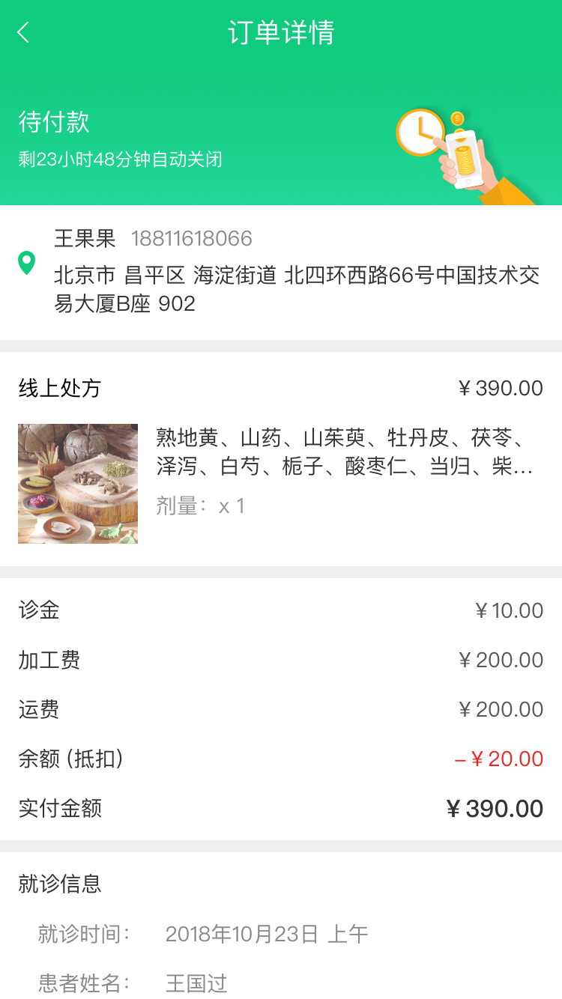 订单详情
待付款
剩23小时48分钟自动关闭
王果果 18811618066
北京市 昌平区 海淀街道 北四环西路66号中国技术交
易大厦B座 902
线上处方 ¥390.00
熟地黄、山药、山茱萸、牡丹皮、茯苓、
泽泻、白芍、栀子、酸枣仁、当归、柴...
剂量：x 1
诊金 ¥10.00
加工费 ¥200.00
运费 ¥200.00
余额 (抵扣) –¥20.00
实付金额 ¥390.00
就诊信息
就诊时间： 2018年10月23日 上午
患者姓名： 王国过